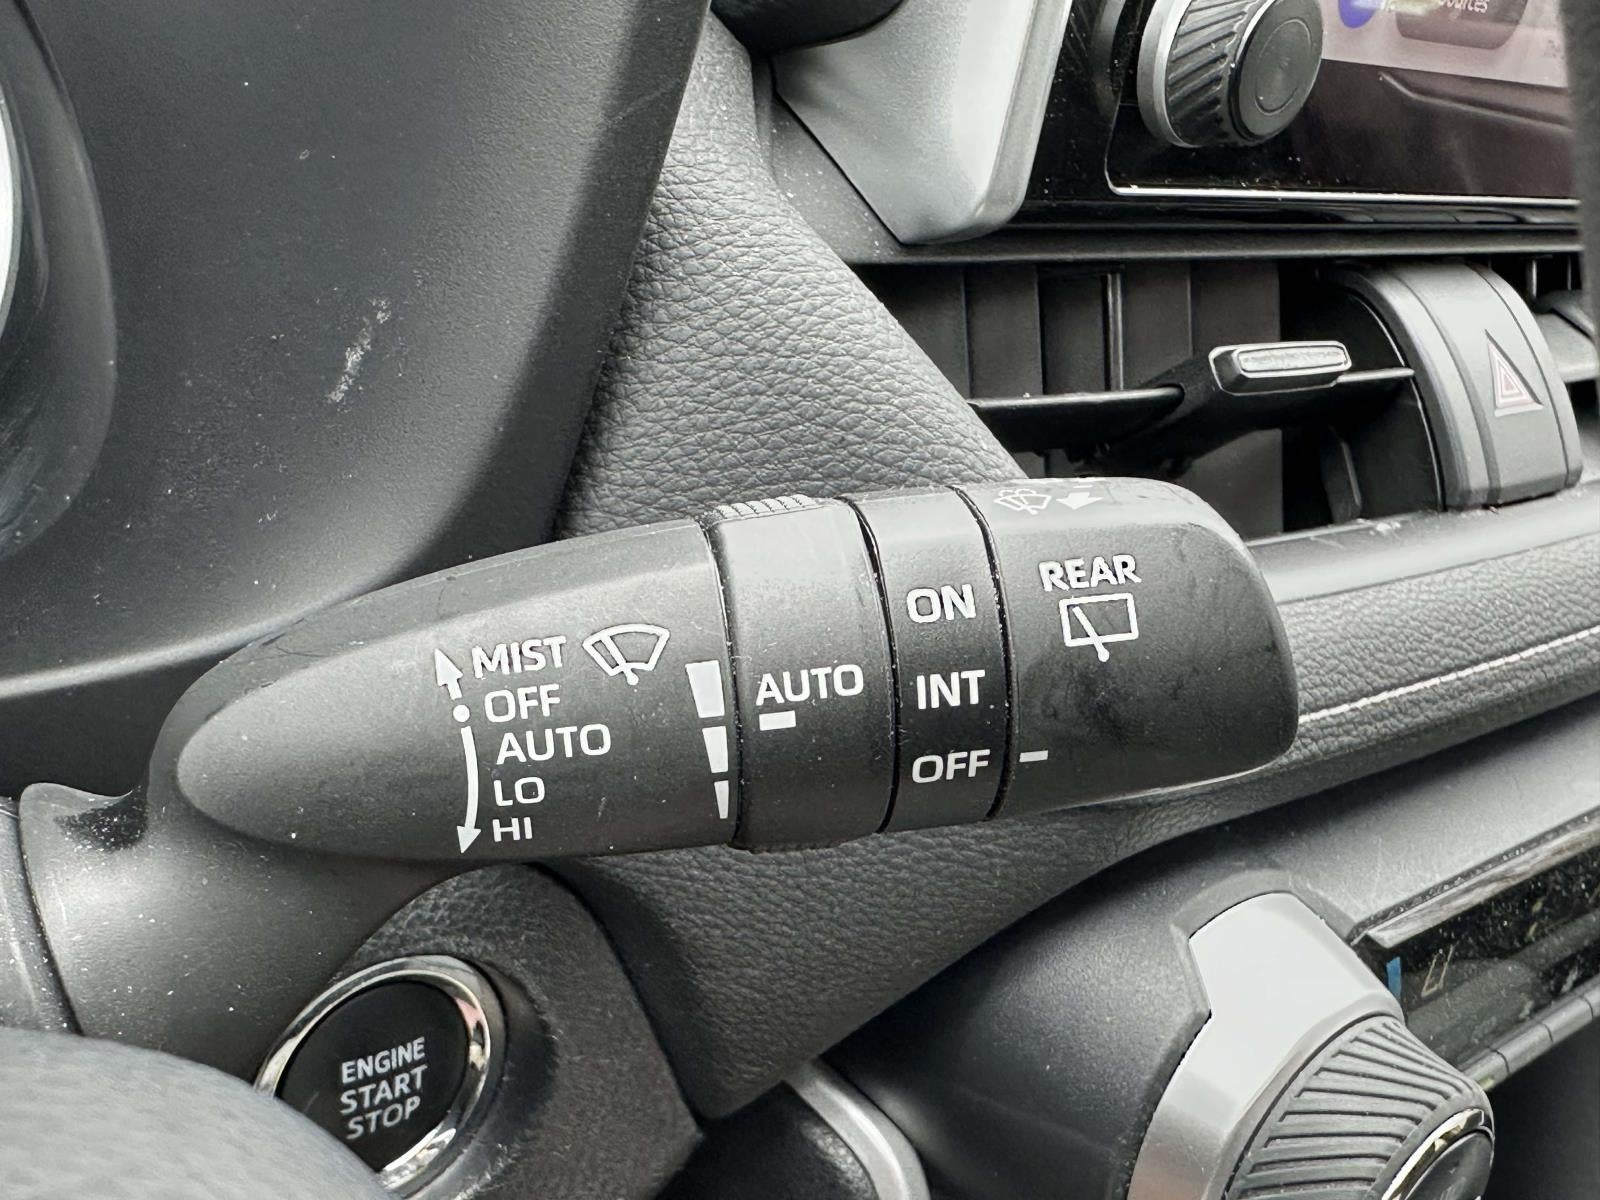 MIST
OFF
AUTO
LO
HI
AUTO
ON
INT
OFF
REAR
ENGINE
START
STOP